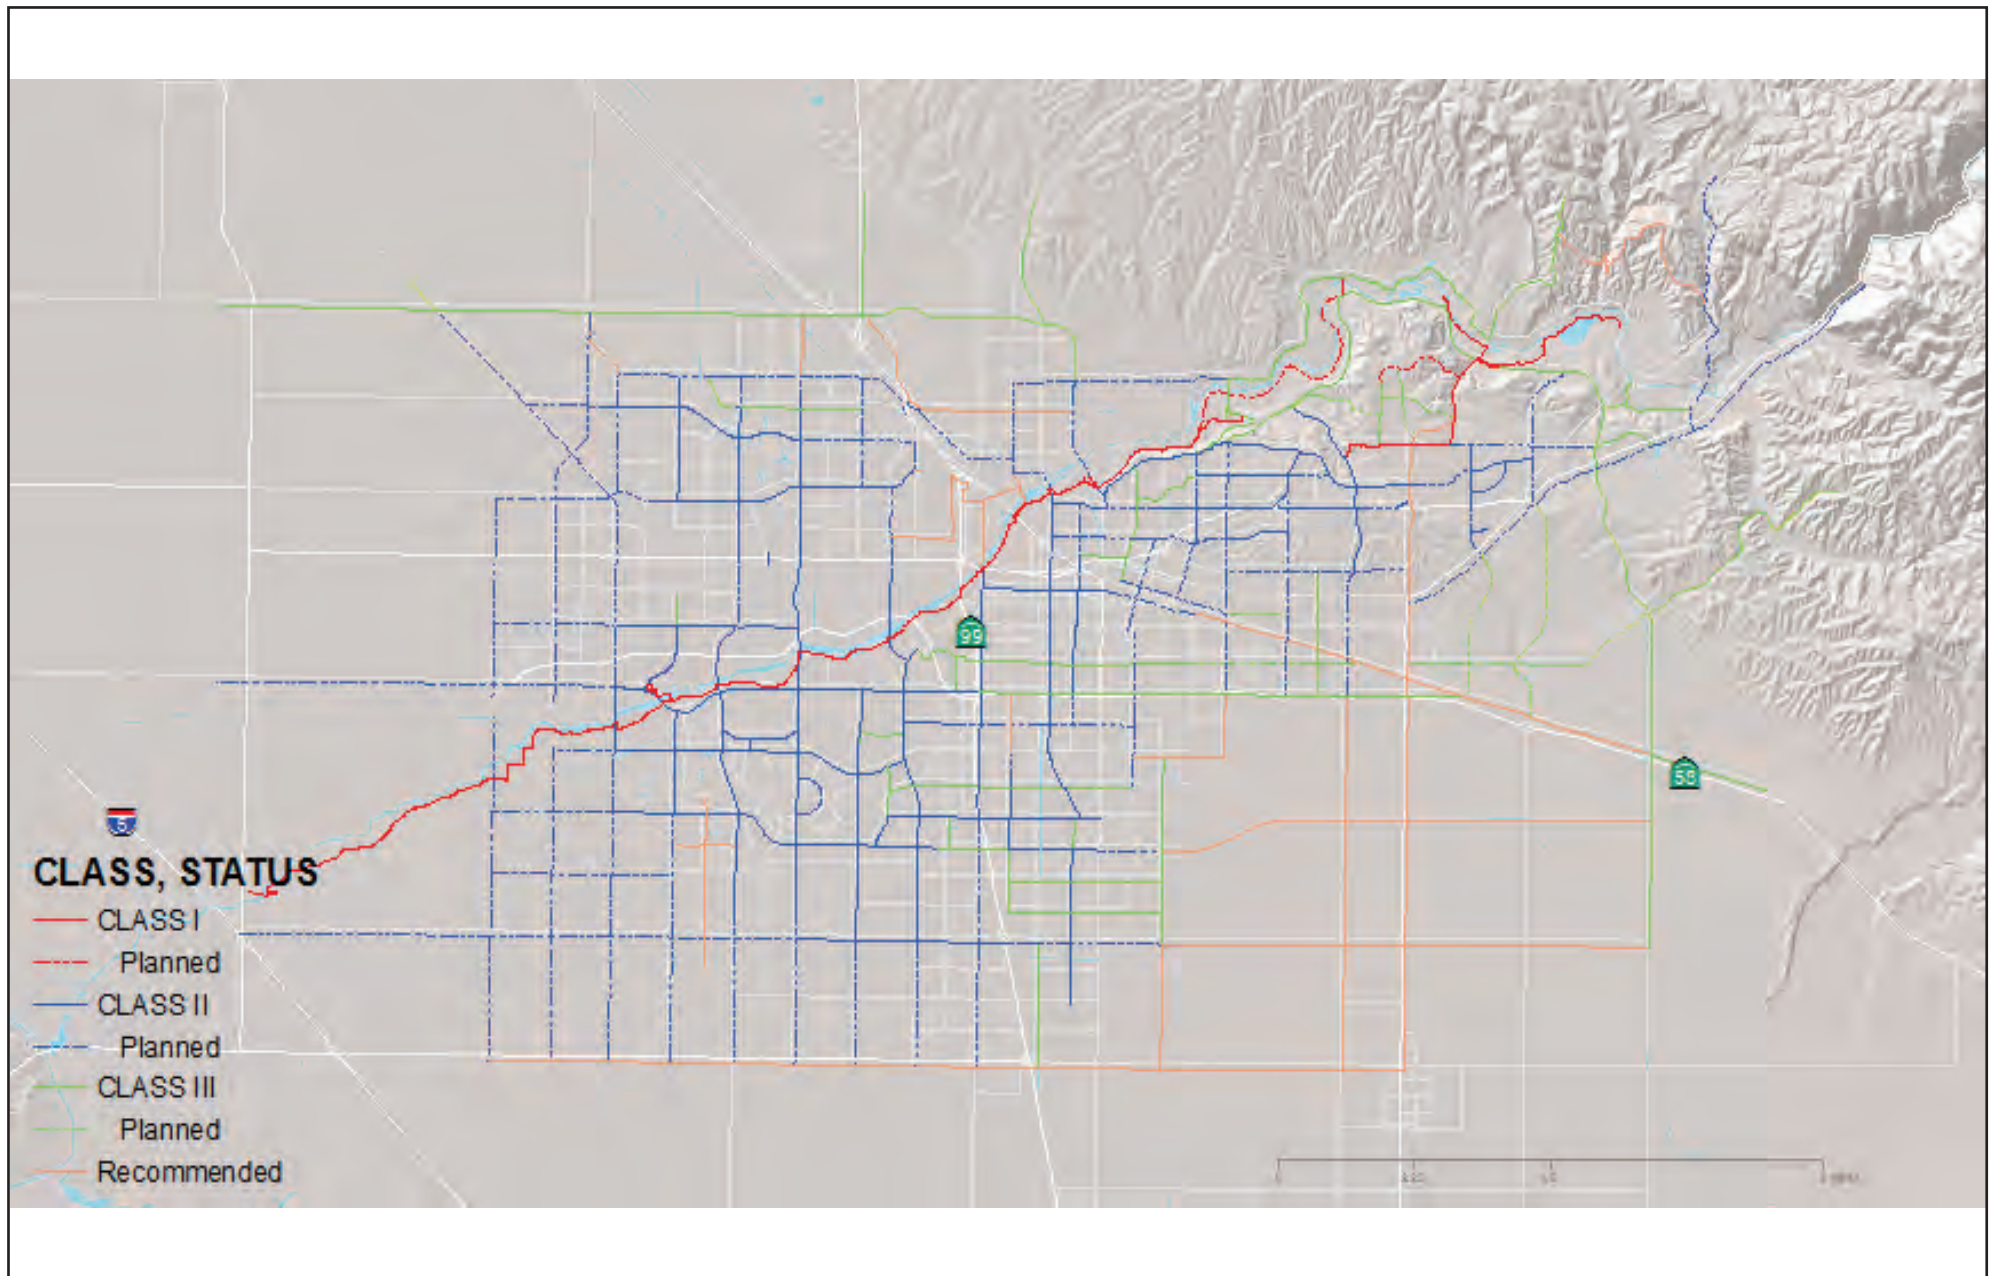 99
58
5
CLASS, STATUS
CLASS I
Planned
CLASS II
Planned
CLASS III
Planned
Recommended